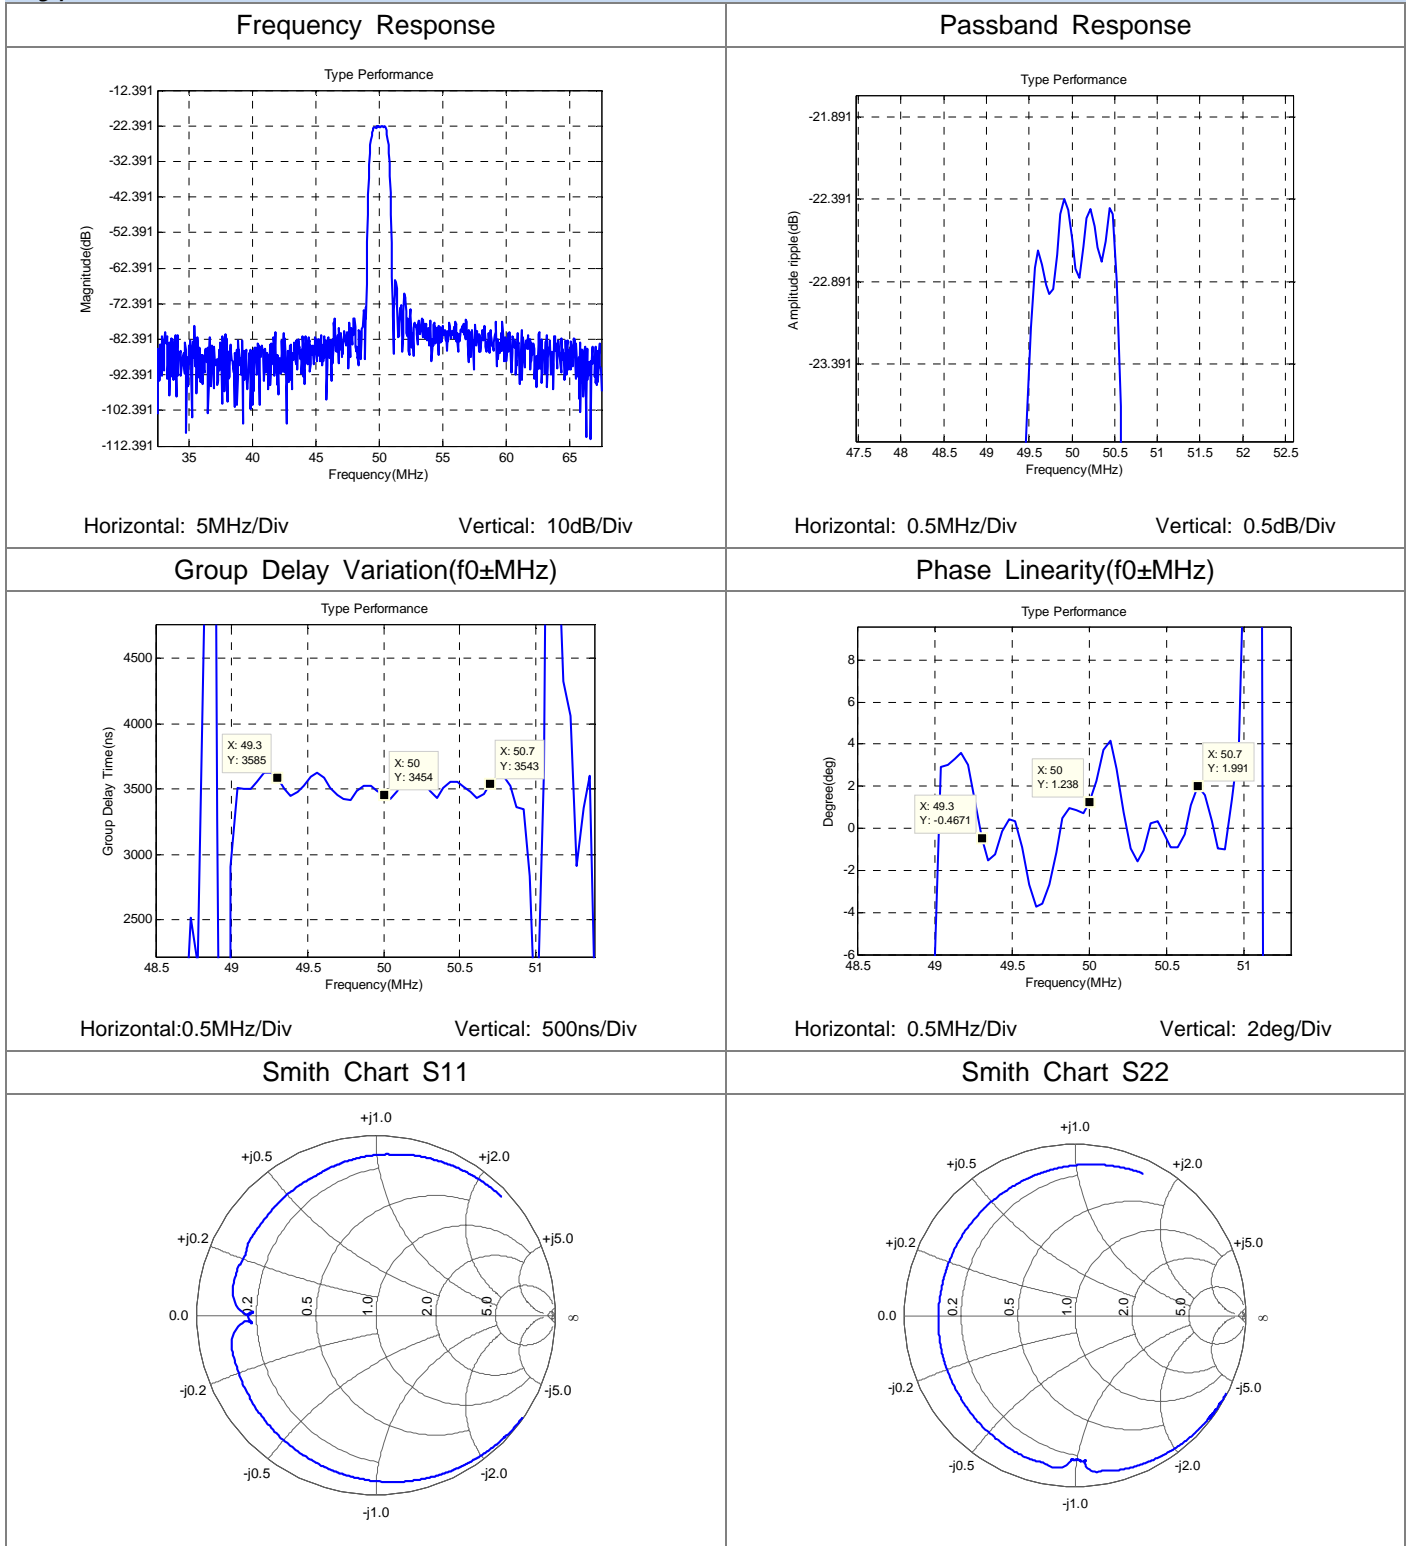 Frequency Response
Passband Response
Type Performance
-12.391
-22.391
-32.391
-42.391
-52.391
-62.391
-72.391
-82.391
-92.391
-102.391
-112.391
Magnitude(dB)
35 40 45 50 55 60 65
Frequency(MHz)
Horizontal: 5MHz/Div Vertical: 10dB/Div
Type Performance
-21.891
-22.391
-22.891
-23.391
Amplitude ripple(dB)
47.5 48 48.5 49 49.5 50 50.5 51 51.5 52 52.5
Frequency(MHz)
Horizontal: 0.5MHz/Div Vertical: 0.5dB/Div
Group Delay Variation(f0±MHz)
Phase Linearity(f0±MHz)
Type Performance
4500
4000
3500
3000
2500
Group Delay Time(ns)
X: 49.3
Y: 3585
X: 50
Y: 3454
X: 50.7
Y: 3543
48.5 49 49.5 50 50.5 51
Frequency(MHz)
Horizontal:0.5MHz/Div Vertical: 500ns/Div
Type Performance
8
6
4
2
0
-2
-4
-6
Degree(deg)
X: 49.3
Y: -0.4671
X: 50
Y: 1.238
X: 50.7
Y: 1.991
48.5 49 49.5 50 50.5 51
Frequency(MHz)
Horizontal: 0.5MHz/Div Vertical: 2deg/Div
Smith Chart S11
Smith Chart S22
+j1.0
+j0.5 +j2.0
+j0.2 +j5.0
0.0 0.2 0.5 1.0 2.0 5.0 ∞
-j0.2 -j5.0
-j0.5 -j2.0
-j1.0
+j1.0
+j0.5 +j2.0
+j0.2 +j5.0
0.0 0.2 0.5 1.0 2.0 5.0 ∞
-j0.2 -j5.0
-j0.5 -j2.0
-j1.0